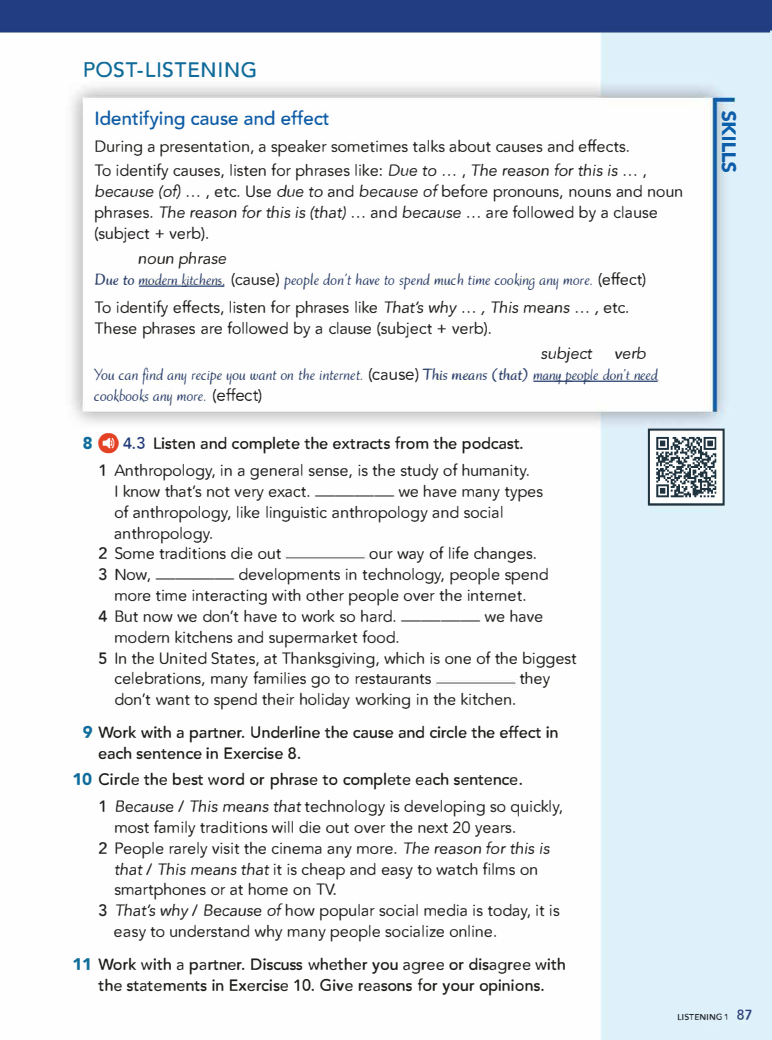 POST-LISTENING
Identifying cause and effect
During a presentation, a speaker sometimes talks about causes and effects.
To identify causes, listen for phrases like: Due to … , The reason for this is … ,
because (of) … , etc. Use due to and because of before pronouns, nouns and noun
phrases. The reason for this is (that) … and because … are followed by a clause
(subject + verb).
noun phrase
Due to modern kitchens, (cause) people don't have to spend much time cooking any more. (effect)
To identify effects, listen for phrases like That's why … , This means … , etc.
These phrases are followed by a clause (subject + verb).
subject verb
You can find any recipe you want on the internet. (cause) This means (that) many people don't need
cookbooks any more. (effect)
SKILLS
8 4.3 Listen and complete the extracts from the podcast.
1 Anthropology, in a general sense, is the study of humanity.
I know that's not very exact. __________ we have many types
of anthropology, like linguistic anthropology and social
anthropology.
2 Some traditions die out __________ our way of life changes.
3 Now, __________ developments in technology, people spend
more time interacting with other people over the internet.
4 But now we don't have to work so hard. __________ we have
modern kitchens and supermarket food.
5 In the United States, at Thanksgiving, which is one of the biggest
celebrations, many families go to restaurants __________ they
don't want to spend their holiday working in the kitchen.
9 Work with a partner. Underline the cause and circle the effect in
each sentence in Exercise 8.
10 Circle the best word or phrase to complete each sentence.
1 Because / This means that technology is developing so quickly,
most family traditions will die out over the next 20 years.
2 People rarely visit the cinema any more. The reason for this is
that / This means that it is cheap and easy to watch films on
smartphones or at home on TV.
3 That's why / Because of how popular social media is today, it is
easy to understand why many people socialize online.
11 Work with a partner. Discuss whether you agree or disagree with
the statements in Exercise 10. Give reasons for your opinions.
LISTENING 1 87